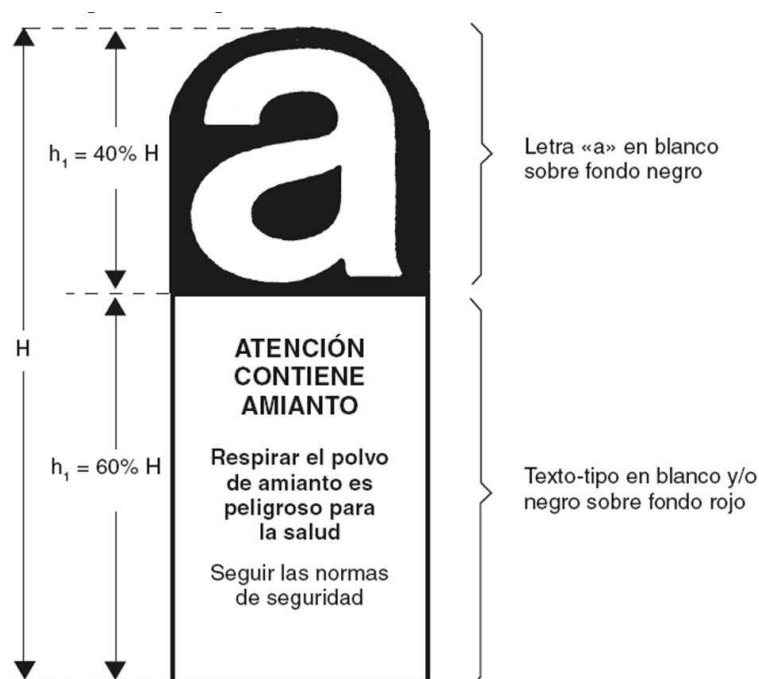 a
h1 = 40% H
Letra «a» en blanco
sobre fondo negro
H
ATENCIÓN
CONTIENE
AMIANTO
h1 = 60% H
Respirar el polvo
de amianto es
peligroso para
la salud
Seguir las normas
de seguridad
Texto-tipo en blanco y/o
negro sobre fondo rojo